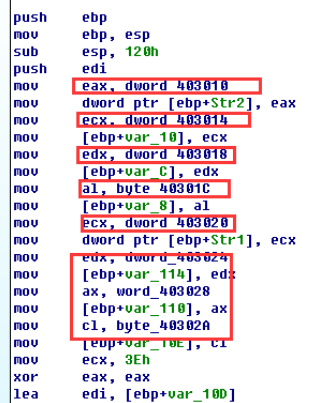 push ebp
mov ebp, esp
sub esp, 120h
push edi
mov eax, dword_403010
mov dword ptr [ebp+Str2], eax
mov ecx, dword_403014
mov [ebp+var_10], ecx
mov edx, dword_403018
mov [ebp+var_C], edx
mov al, byte_40301C
mov [ebp+var_8], al
mov ecx, dword_403020
mov dword ptr [ebp+Str1], ecx
mov edx, dword_403024
mov [ebp+var_114], edx
mov ax, word_403028
mov [ebp+var_110], ax
mov cl, byte_40302A
mov [ebp+var_10E], cl
mov ecx, 3Eh
xor eax, eax
lea edi, [ebp+var_10D]